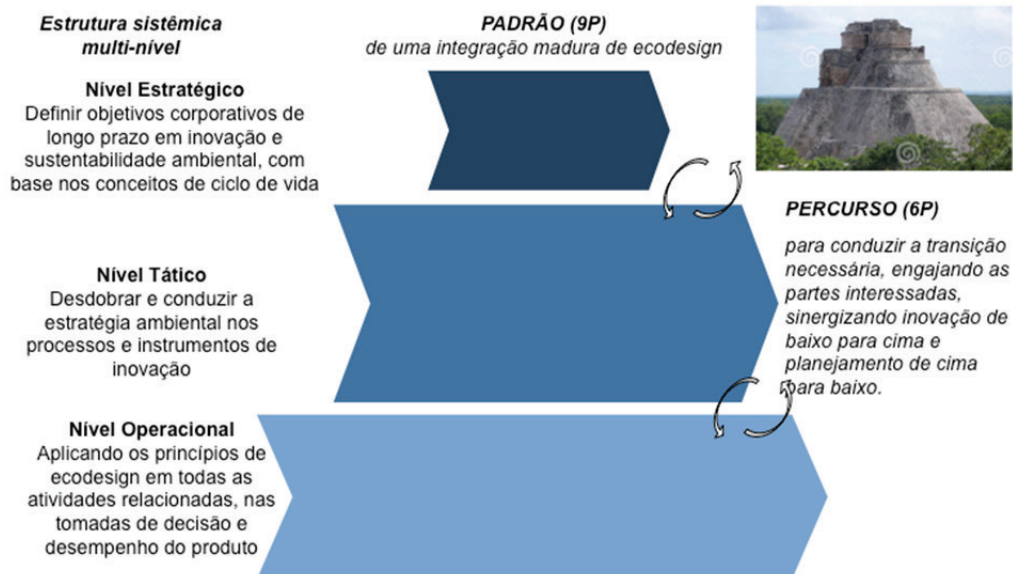 Estrutura sistêmica
multi-nível
PADRÃO (9P)
de uma integração madura de ecodesign
Nível Estratégico
Definir objetivos corporativos de
longo prazo em inovação e
sustentabilidade ambiental, com
base nos conceitos de ciclo de vida
PERCURSO (6P)
para conduzir a transição
necessária, engajando as
partes interessadas,
sinergizando inovação de
baixo para cima e
planejamento de cima
para baixo.
Nível Tático
Desdobrar e conduzir a
estratégia ambiental nos
processos e instrumentos de
inovação
Nível Operacional
Aplicando os princípios de
ecodesign em todas as
atividades relacionadas, nas
tomadas de decisão e
desempenho do produto